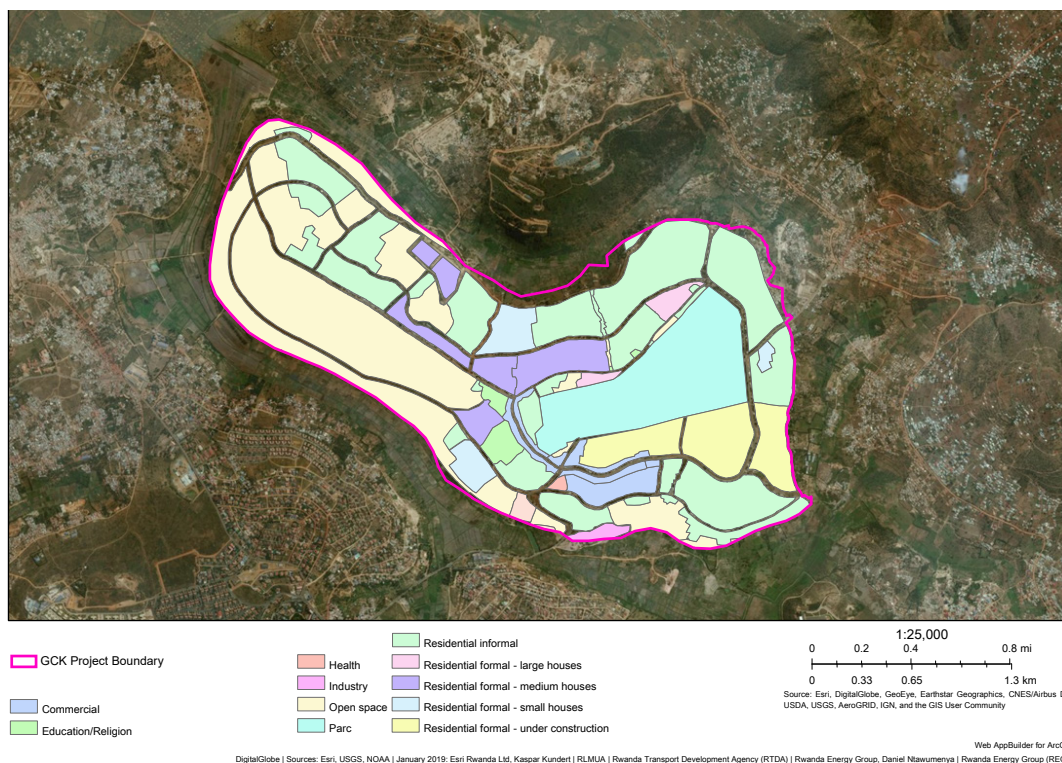 GCK Project Boundary
Commercial
Education/Religion
Health
Industry
Open space
Parc
Residential informal
Residential formal - large houses
Residential formal - medium houses
Residential formal - small houses
Residential formal - under construction
1:25,000
0 0.2 0.4 0.8 mi
0 0.33 0.65 1.3 km
Source: Esri, DigitalGlobe, GeoEye, Earthstar Geographics, CNES/Airbus
USDA, USGS, AeroGRID, IGN, and the GIS User Community
Web AppBuilder for Arc
DigitalGlobe | Sources: Esri, USGS, NOAA | January 2019: Esri Rwanda Ltd, Kaspar Kundert | RLMUA | Rwanda Transport Development Agency (RTDA) | Rwanda Energy Group, Daniel Ntawumenya | Rwanda Energy Group (RE